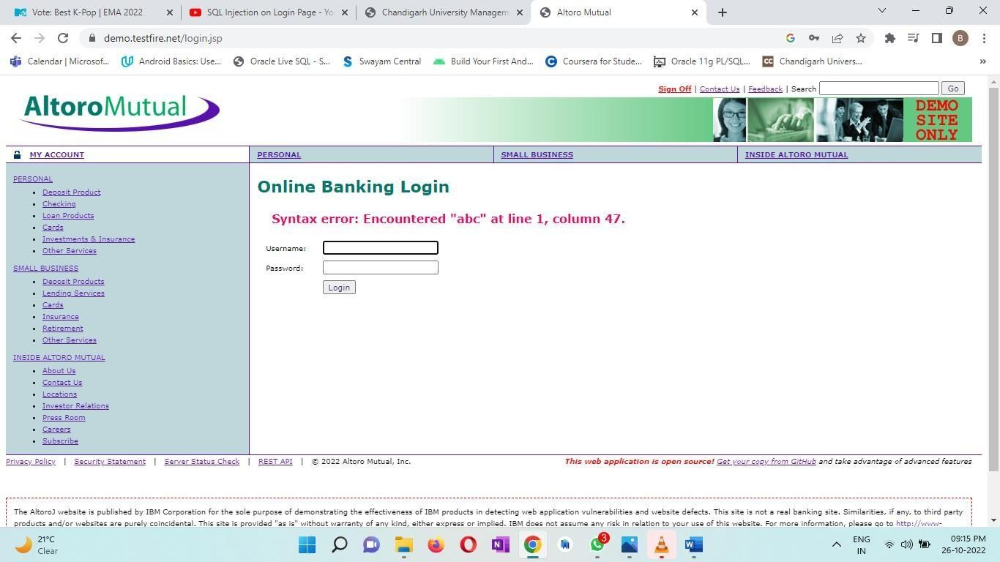 Vote: Best K-Pop | EMA 2022
SQL Injection on Login Page - Yo
Chandigarh University Managem
Altoro Mutual
demo.testfire.net/login.jsp
B
Calendar | Microsof...
Android Basics: Use...
Oracle Live SQL - S...
Swayam Central
Build Your First And...
Coursera for Stude...
Oracle 11g PL/SQL...
CC Chandigarh Univers...
»
Sign Off | Contact Us | Feedback | Search Go
AltoroMutual
DEMO
SITE
ONLY
MY ACCOUNT
PERSONAL
SMALL BUSINESS
INSIDE ALTORO MUTUAL
PERSONAL
Deposit Product
Checking
Loan Products
Cards
Investments & Insurance
Other Services
SMALL BUSINESS
Deposit Products
Lending Services
Cards
Insurance
Retirement
Other Services
INSIDE ALTORO MUTUAL
About Us
Contact Us
Locations
Investor Relations
Press Room
Careers
Subscribe
Online Banking Login
Syntax error: Encountered "abc" at line 1, column 47.
Username:
Password:
Login
Privacy Policy | Security Statement | Server Status Check | REST API | © 2022 Altoro Mutual, Inc.
This web application is open source! Get your copy from GitHub and take advantage of advanced features
The AltoroJ website is published by IBM Corporation for the sole purpose of demonstrating the effectiveness of IBM products in detecting web application vulnerabilities and website defects. This site is not a real banking site. Similarities, if any, to third party
products and/or websites are purely coincidental. This site is provided "as is" without warranty of any kind, either express or implied. IBM does not assume any risk in relation to your use of this website. For more information, please go to http://www-
21°C
Clear
3
ENG
IN
09:15 PM
26-10-2022